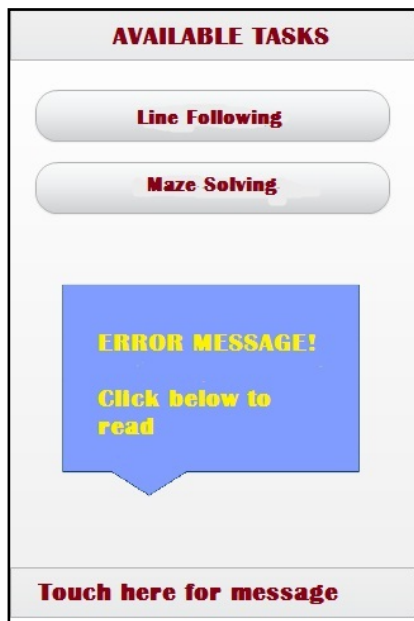 AVAILABLE TASKS
Line Following
Maze Solving
ERROR MESSAGE!
Click below to
read
Touch here for message